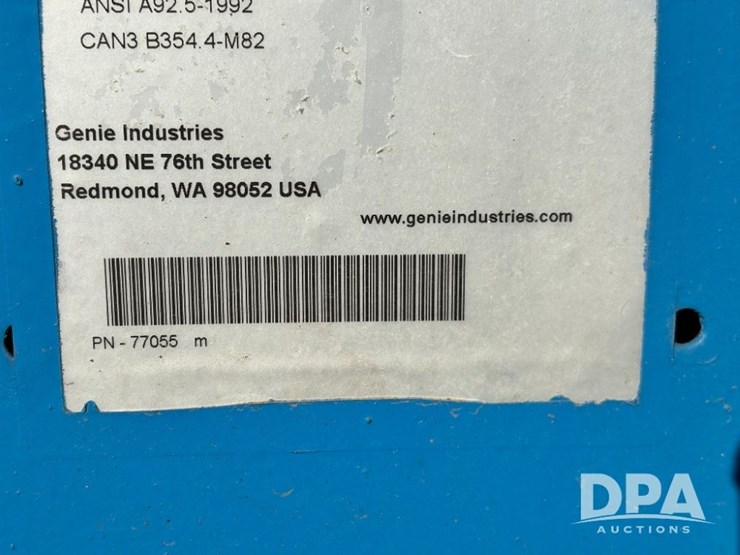 ANSI A92.5-1992
CAN3 B354.4-M82
Genie Industries
18340 NE 76th Street
Redmond, WA 98052 USA
www.genieindustries.com
PN - 77055 m
DPA
AUCTIONS